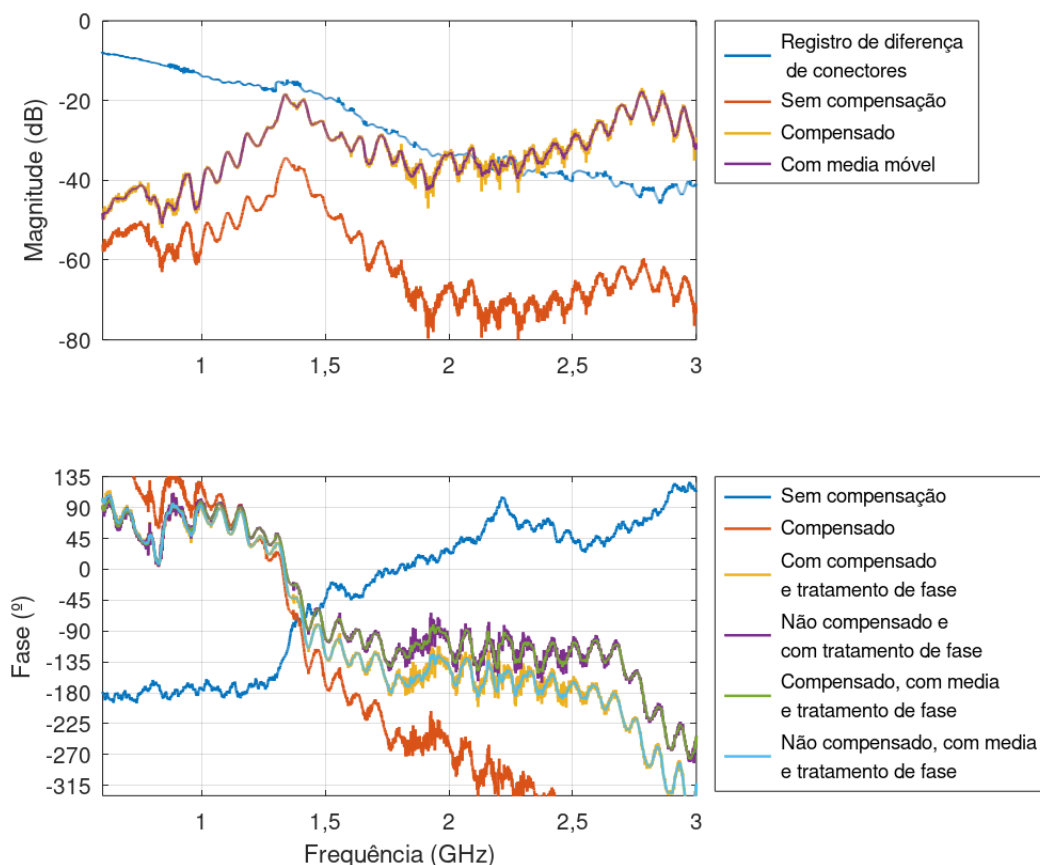 0
-20
-40
-60
-80
Magnitude (dB)
1
1,5
2
2,5
3
Registro de diferença
de conectores
Sem compensação
Compensado
Com media móvel
135
90
45
0
-45
-90
-135
-180
-225
-270
-315
Fase (º)
1
1,5
2
2,5
3
Frequência (GHz)
Sem compensação
Compensado
Com compensado
e tratamento de fase
Não compensado e
com tratamento de fase
Compensado, com media
e tratamento de fase
Não compensado, com media
e tratamento de fase